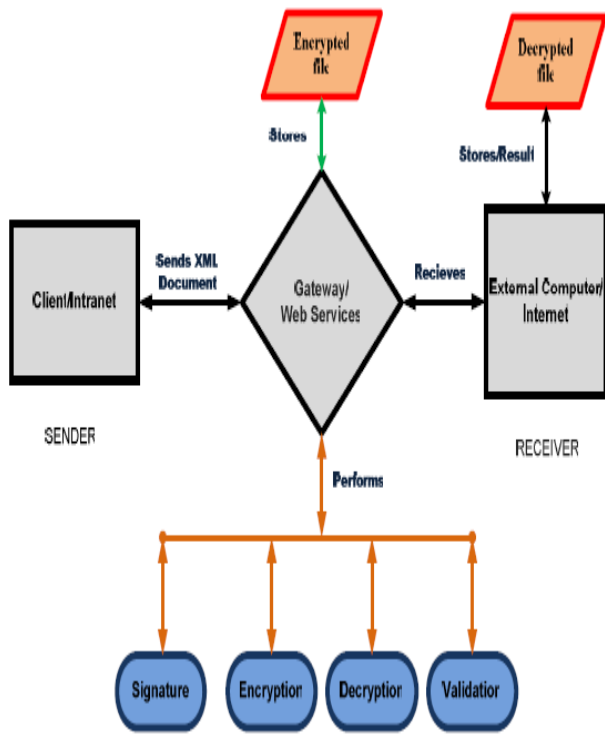 Encrypted
file
Decrypted
file
Stores
Stores/Result
Sends XML
Document
Recieves
Client/Intranet
Gateway/
Web Services
External Computer/
Internet
SENDER
RECEIVER
Performs
Signature
Encryption
Decryption
Validation